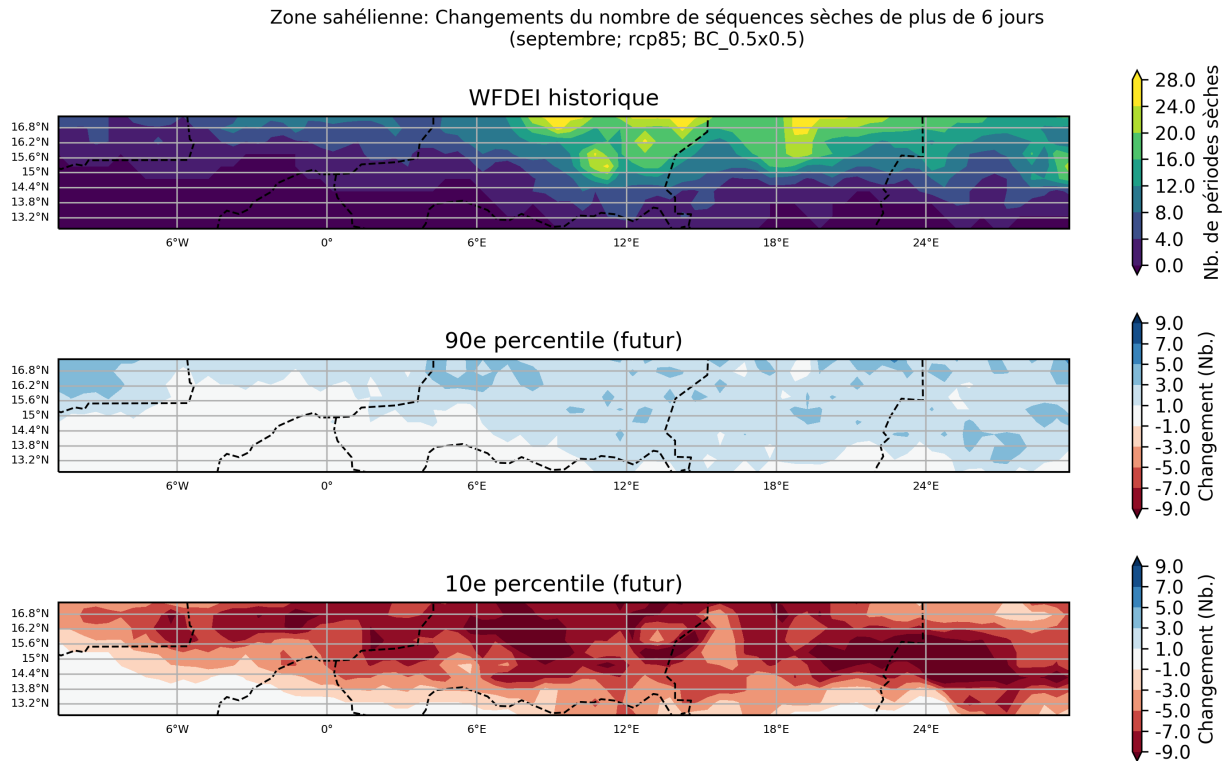 Zone sahélienne: Changements du nombre de séquences sèches de plus de 6 jours
(septembre; rcp85; BC_0.5x0.5)
WFDEI historique
16.8°N
16.2°N
15.6°N
15°N
14.4°N
13.8°N
13.2°N
6°W
0°
6°E
12°E
18°E
24°E
28.0
24.0
20.0
16.0
12.0
8.0
4.0
0.0
Nb. de périodes sèches
90e percentile (futur)
16.8°N
16.2°N
15.6°N
15°N
14.4°N
13.8°N
13.2°N
6°W
0°
6°E
12°E
18°E
24°E
9.0
7.0
5.0
3.0
1.0
-1.0
-3.0
-5.0
-7.0
-9.0
Changement (Nb.)
10e percentile (futur)
16.8°N
16.2°N
15.6°N
15°N
14.4°N
13.8°N
13.2°N
6°W
0°
6°E
12°E
18°E
24°E
9.0
7.0
5.0
3.0
1.0
-1.0
-3.0
-5.0
-7.0
-9.0
Changement (Nb.)